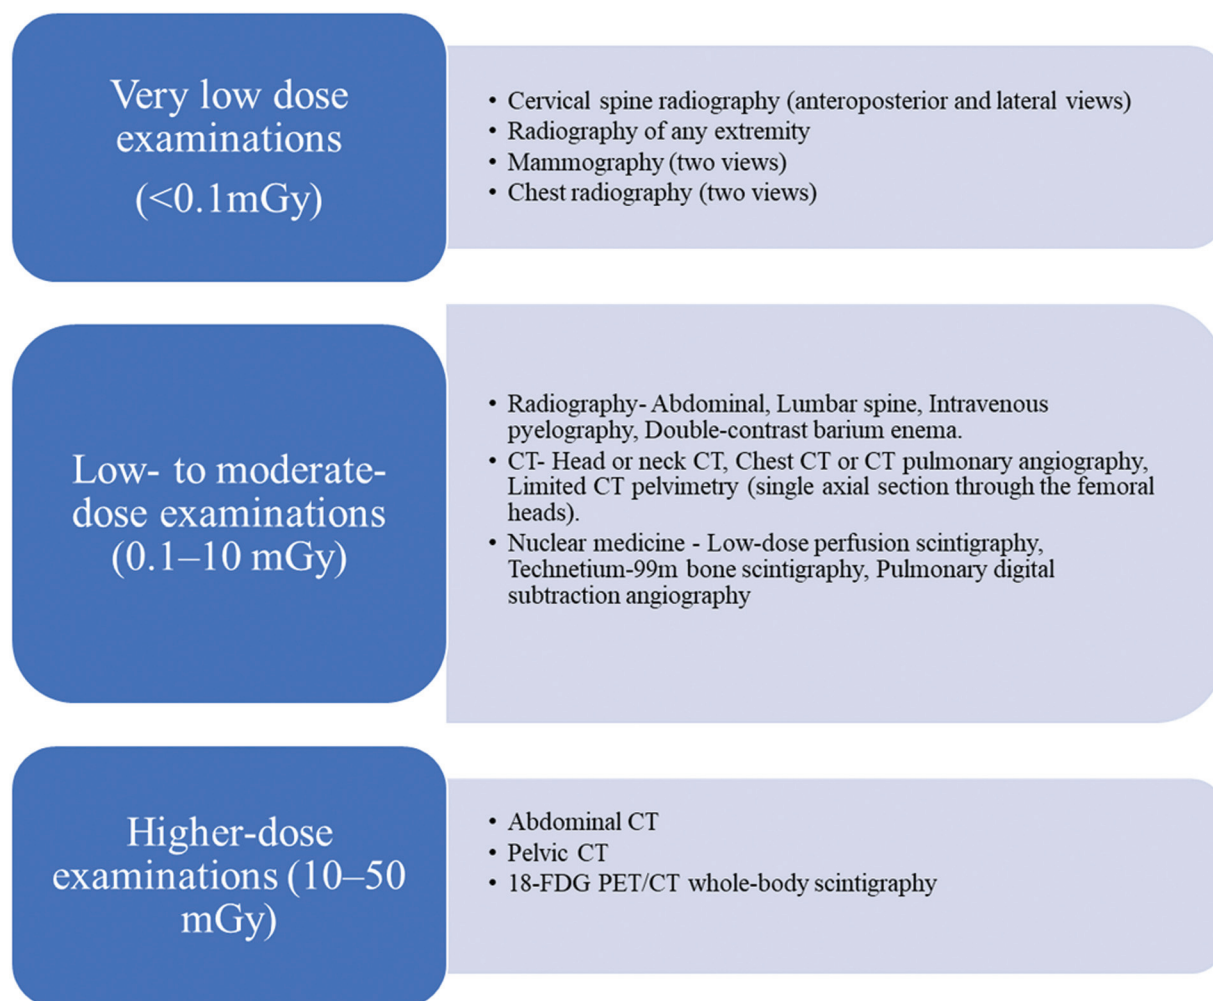 Very low dose
examinations
(<0.1mGy)
• Cervical spine radiography (anteroposterior and lateral views)
• Radiography of any extremity
• Mammography (two views)
• Chest radiography (two views)
Low- to moderate-
dose examinations
(0.1–10 mGy)
• Radiography- Abdominal, Lumbar spine, Intravenous
pyelography, Double-contrast barium enema.
• CT- Head or neck CT, Chest CT or CT pulmonary angiography,
Limited CT pelvimetry (single axial section through the femoral
heads).
• Nuclear medicine - Low-dose perfusion scintigraphy,
Technetium-99m bone scintigraphy, Pulmonary digital
subtraction angiography
Higher-dose
examinations (10–50
mGy)
• Abdominal CT
• Pelvic CT
• 18-FDG PET/CT whole-body scintigraphy